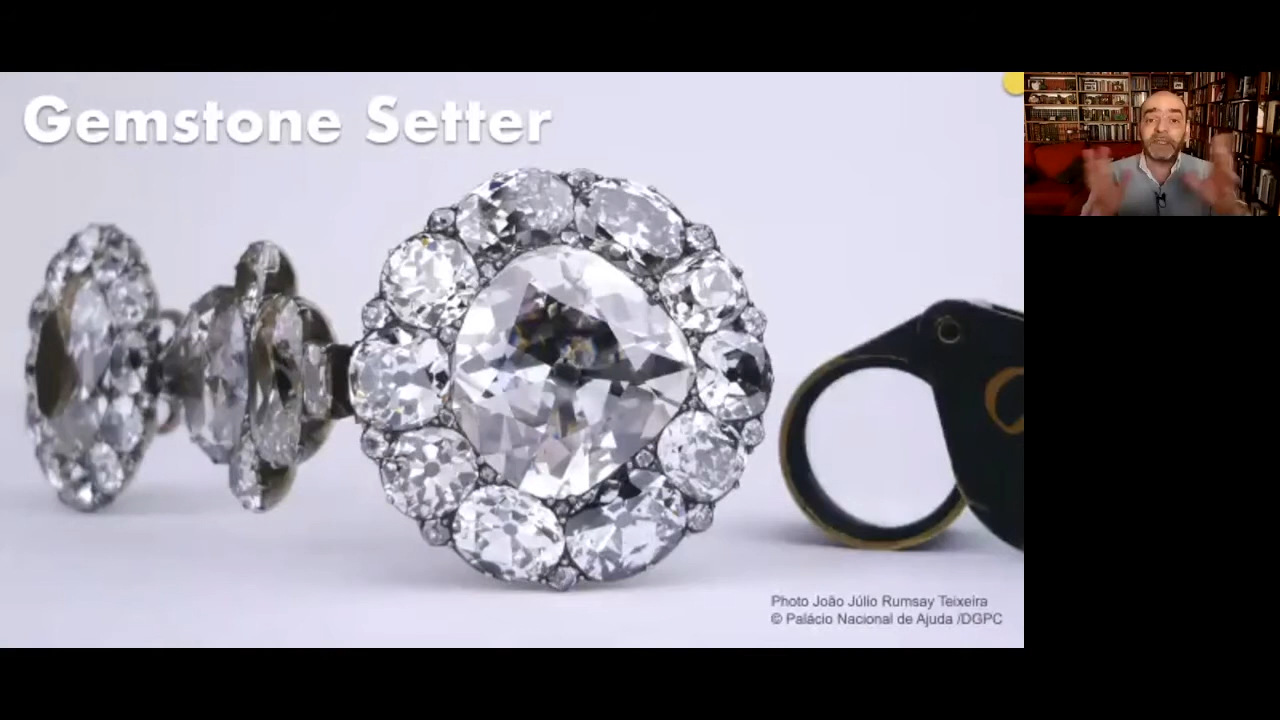 Gemstone Setter
Photo João Júlio Rumsay Teixeira
© Palácio Nacional de Ajuda /DGPC